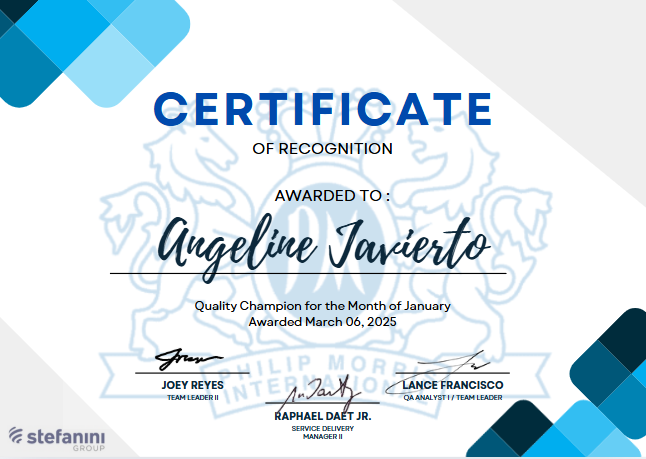 CERTIFICATE
OF RECOGNITION
AWARDED TO :
Angeline Javierto
Quality Champion for the Month of January
Awarded March 06, 2025
PHILIP MORRIS
INTERNATIONAL
JOEY REYES
TEAM LEADER II
LANCE FRANCISCO
QA ANALYST I / TEAM LEADER
RAPHAEL DAET JR.
SERVICE DELIVERY
MANAGER II
stefanini
GROUP